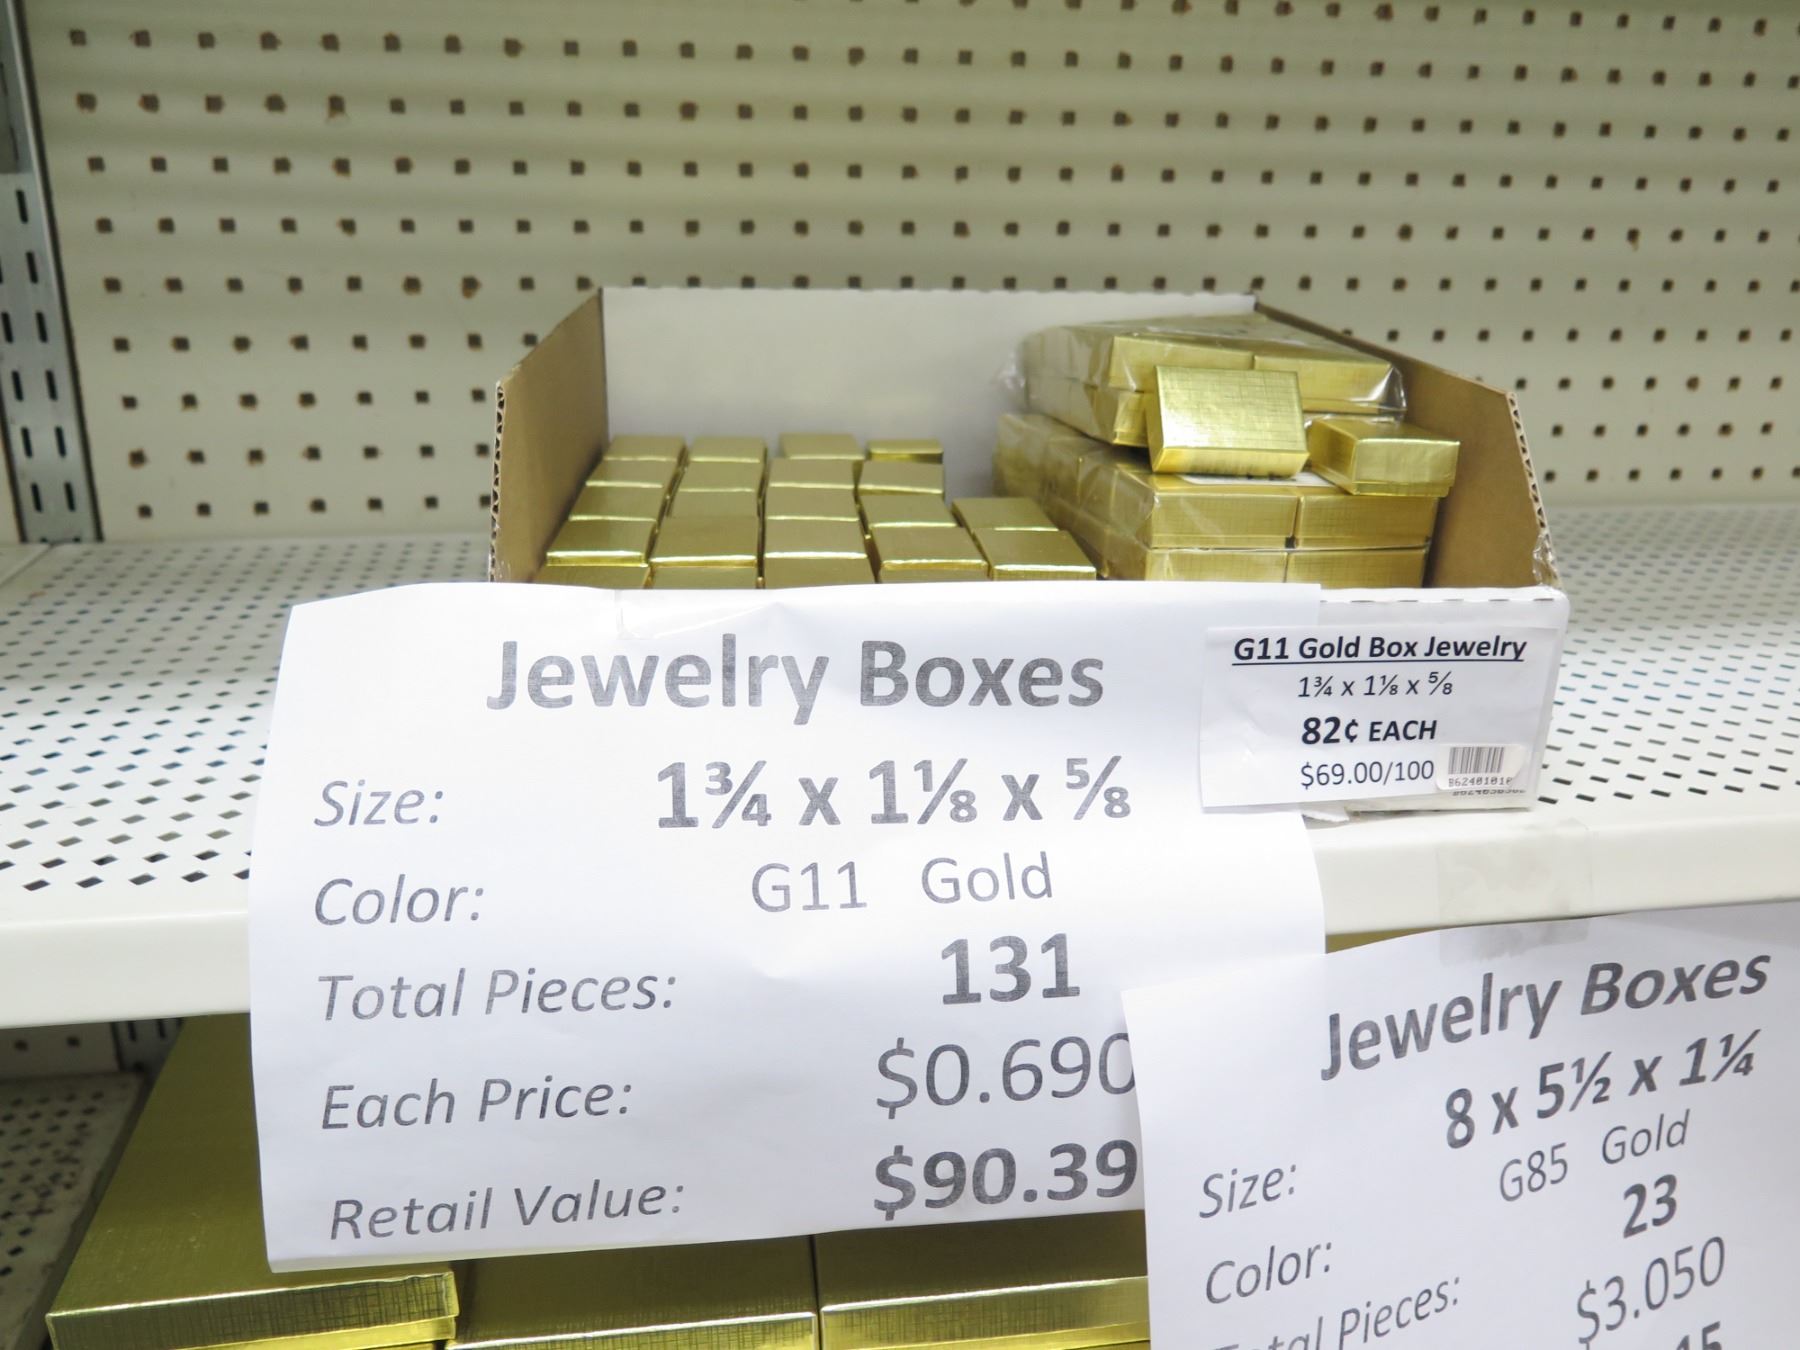 Jewelry Boxes
Size: 1¾ x 1⅛ x ⅝
Color: G11 Gold
Total Pieces: 131
Each Price: $0.690
Retail Value: $90.39
G11 Gold Box Jewelry
1¾ x 1⅛ x ⅝
82¢ EACH
$69.00/100
Jewelry Boxes
Size: 8 x 5½ x 1¼
Color: G85 Gold
Total Pieces: 23
$3.050